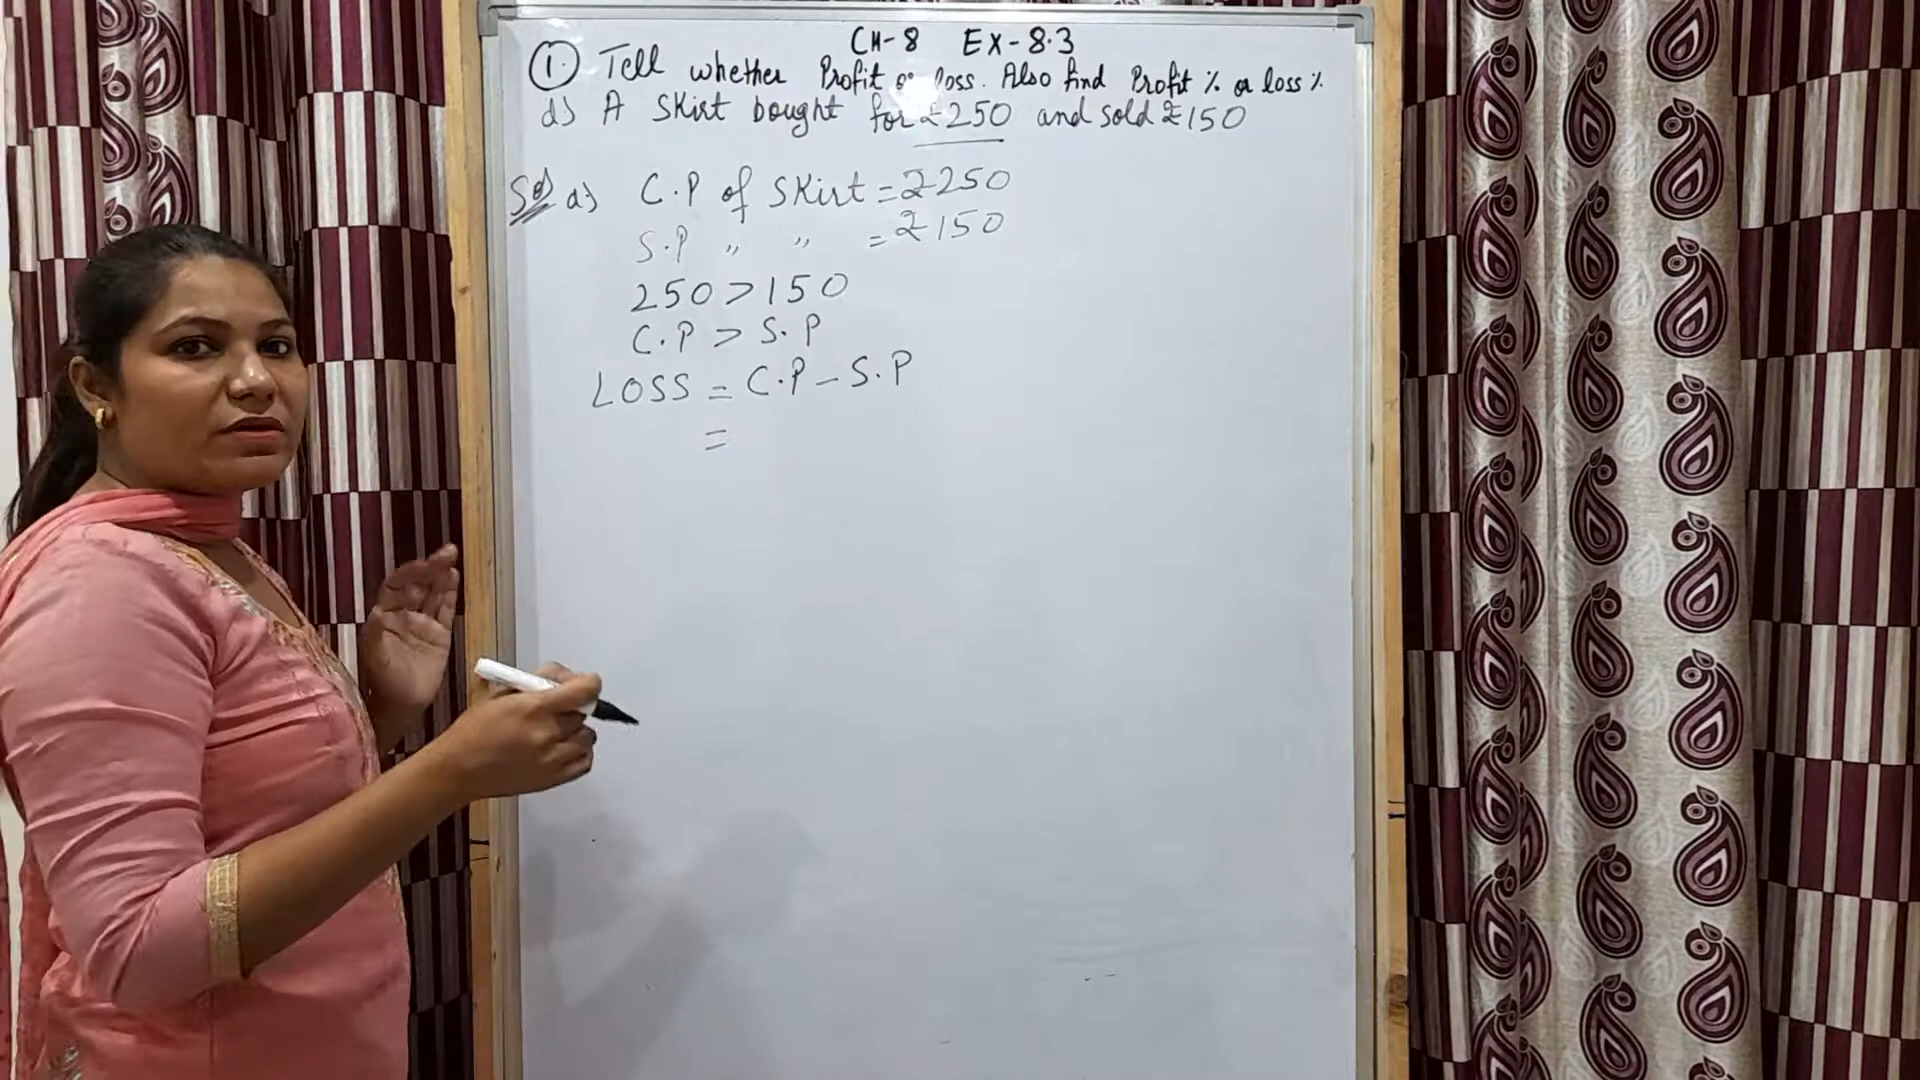 CH-8 EX-8.3
1. Tell whether Profit or loss. Also find Profit % or loss %.
d) A Skirt bought for ₹250 and sold ₹150
Sol a) C.P of Skirt = ₹250
S.P " " = ₹150
250 > 150
C.P > S.P
LOSS = C.P - S.P
=